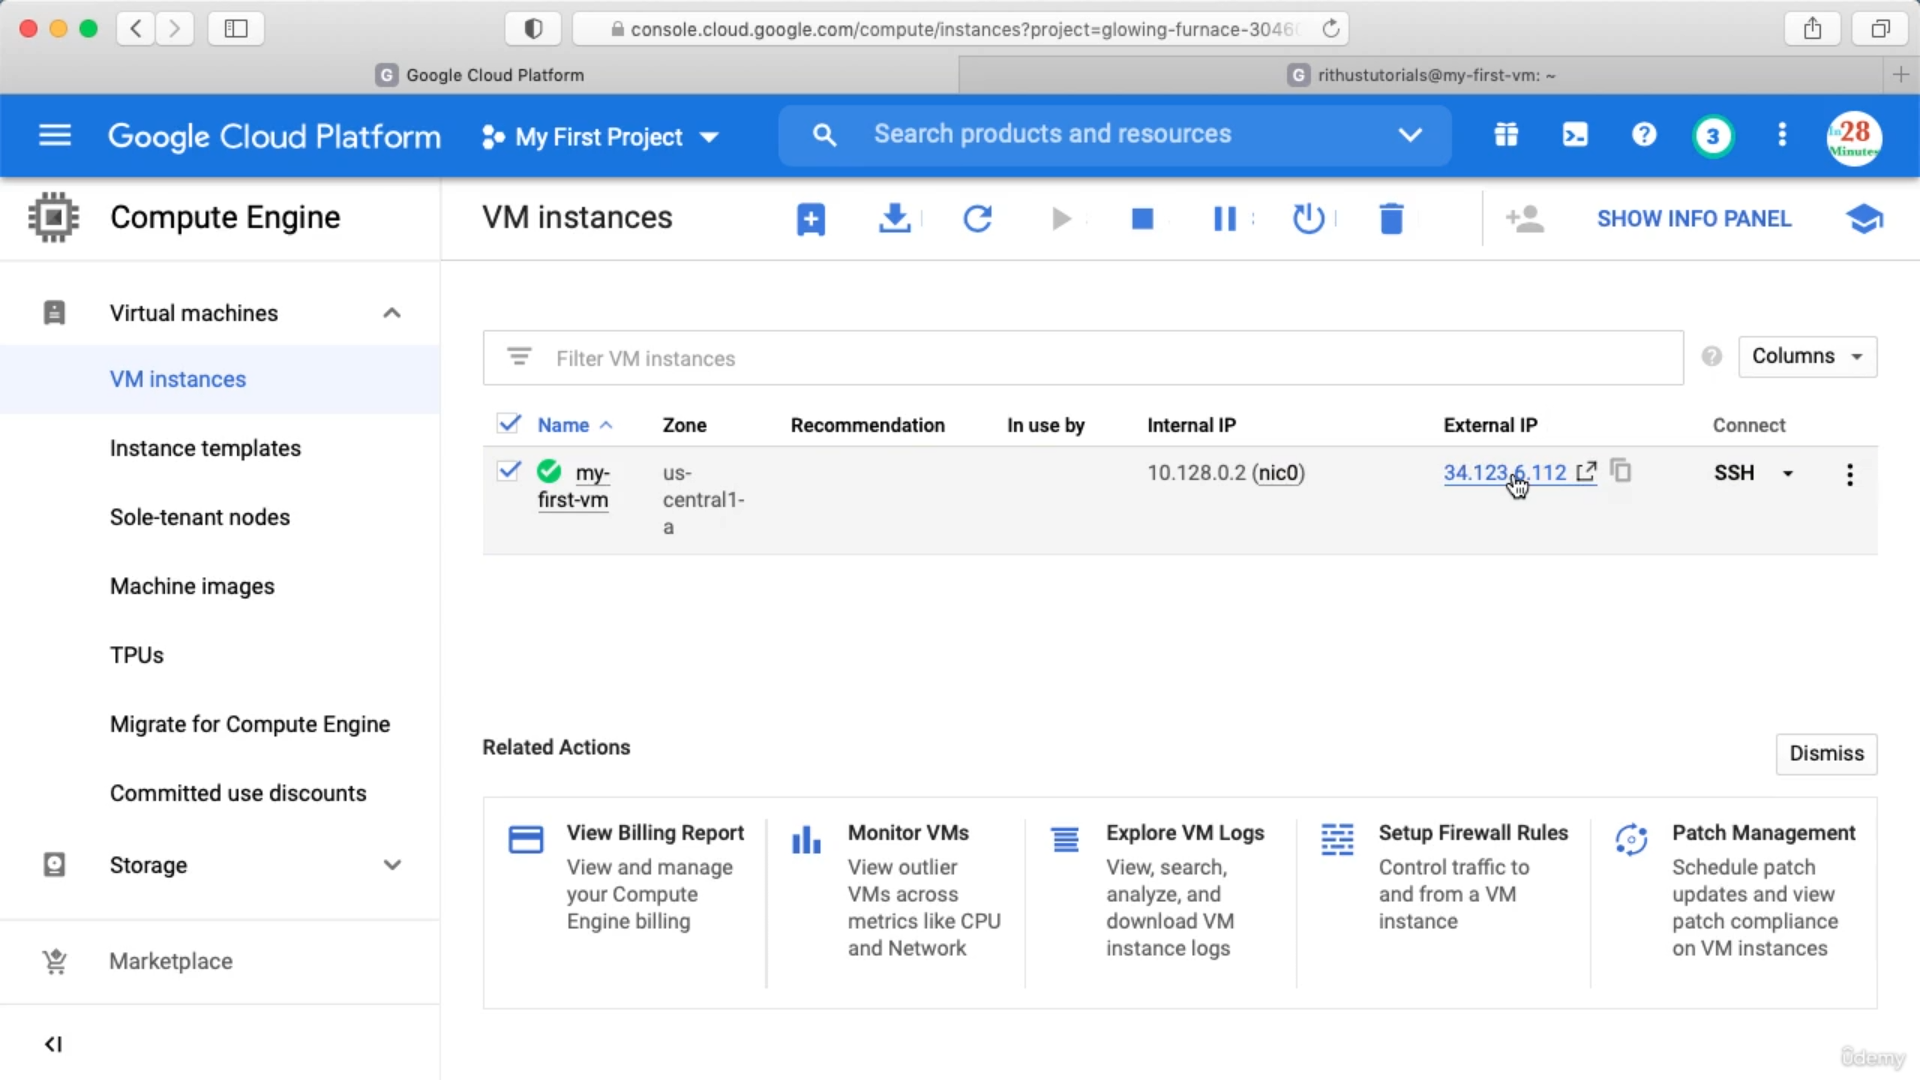 console.cloud.google.com/compute/instances?project=glowing-furnace-3046
G Google Cloud Platform
G rithustutorials@my-first-vm: ~
Google Cloud Platform
My First Project
Search products and resources
3
in28
Minutes
Compute Engine
VM instances
SHOW INFO PANEL
Virtual machines
VM instances
Instance templates
Sole-tenant nodes
Machine images
TPUs
Migrate for Compute Engine
Committed use discounts
Storage
Marketplace
Filter VM instances
Columns
Name Zone Recommendation In use by Internal IP External IP Connect
my- us- 10.128.0.2 (nic0) 34.123.6.112 SSH
first-vm central1-
a
Related Actions
Dismiss
View Billing Report
View and manage
your Compute
Engine billing
Monitor VMs
View outlier
VMs across
metrics like CPU
and Network
Explore VM Logs
View, search,
analyze, and
download VM
instance logs
Setup Firewall Rules
Control traffic to
and from a VM
instance
Patch Management
Schedule patch
updates and view
patch compliance
on VM instances
ûdemy